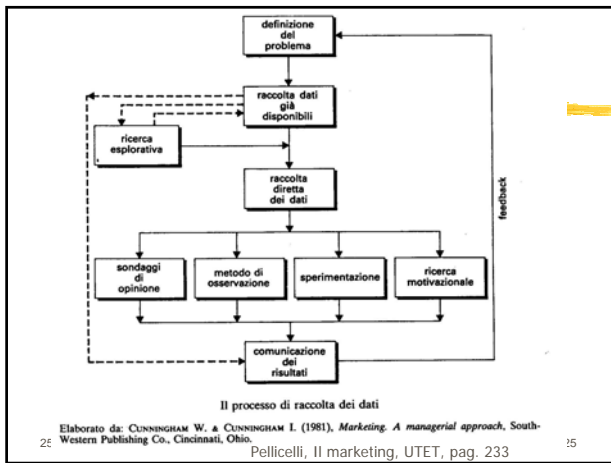 definizione
del
problema
raccolta dati
già
disponibili
ricerca
esplorativa
raccolta
diretta
dei dati
feedback
sondaggi
di
opinione
metodo di
osservazione
sperimentazione
ricerca
motivazionale
comunicazione
dei
risultati
Il processo di raccolta dei dati
Elaborato da: CUNNINGHAM W. & CUNNINGHAM I. (1981), Marketing. A managerial approach, South-
Western Publishing Co., Cincinnati, Ohio.
25
25
Pellicelli, Il marketing, UTET, pag. 233